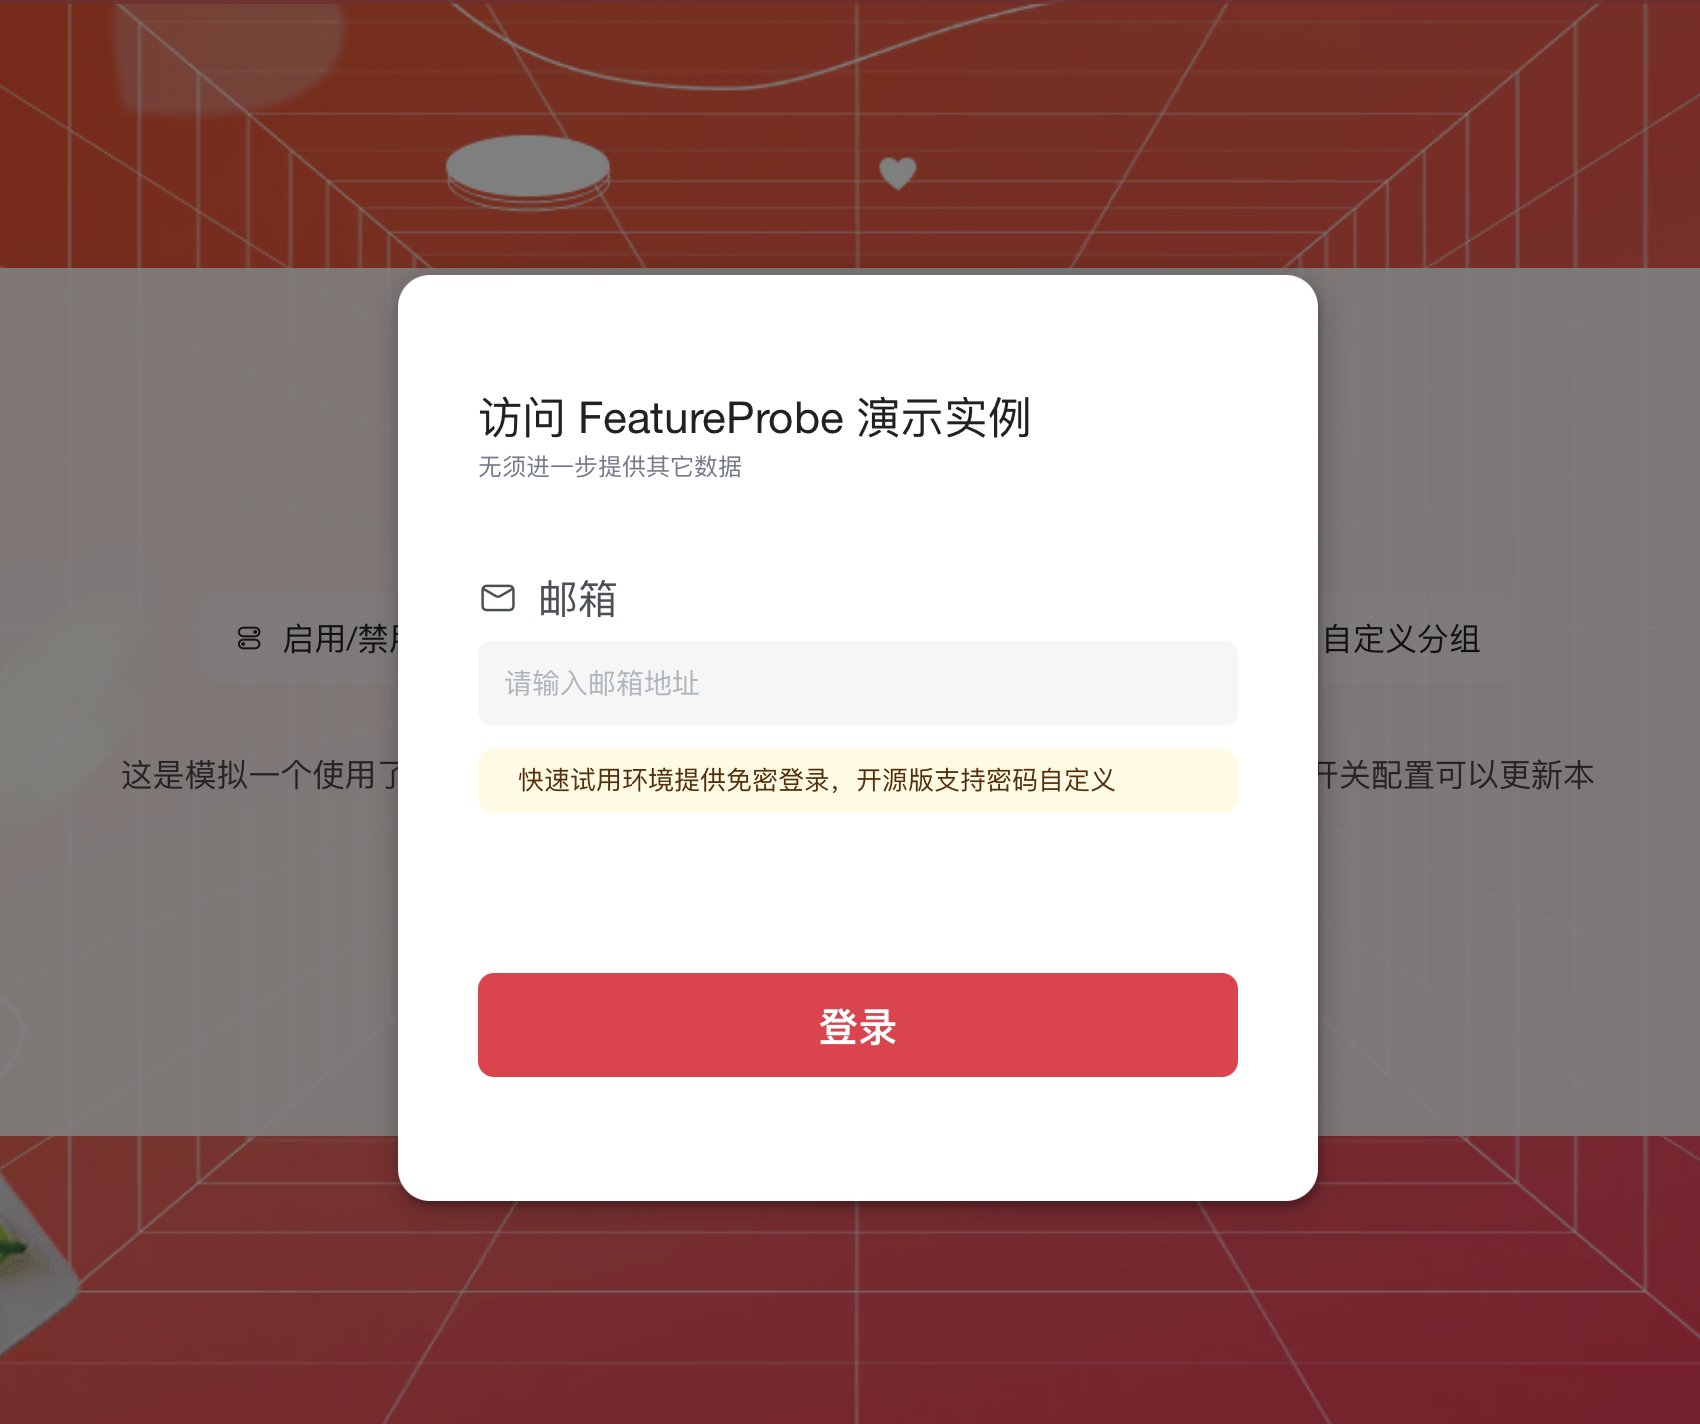 访问 FeatureProbe 演示实例
无须进一步提供其它数据
邮箱
启用/禁
自定义分组
请输入邮箱地址
这是模拟一个使用了
开关配置可以更新本
快速试用环境提供免密登录，开源版支持密码自定义
登录